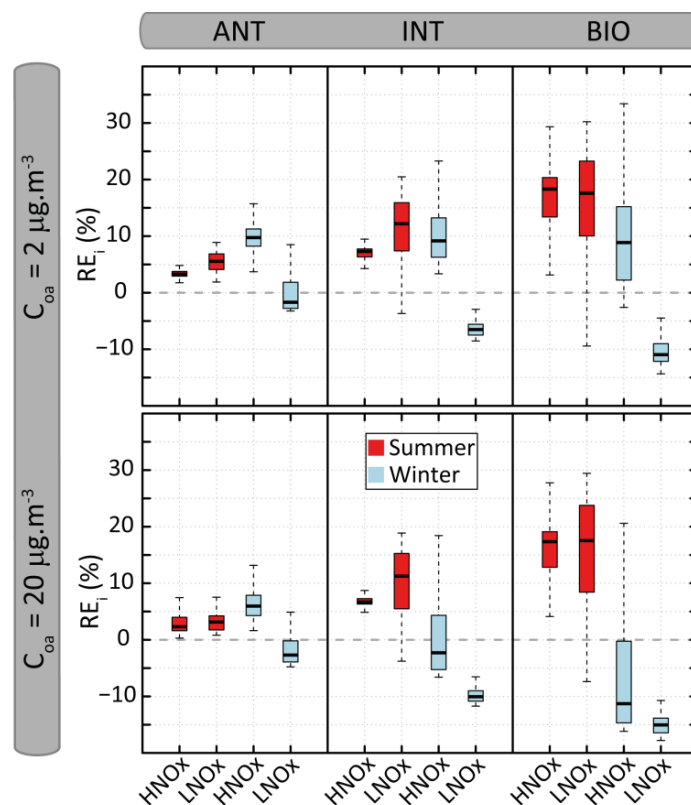 ANT INT BIO
C_oa = 2 µg.m⁻³
RE_i (%)
30
20
10
0
−10
C_oa = 20 µg.m⁻³
RE_i (%)
30
20
10
0
−10
Summer
Winter
HNOx LNOx HNOx LNOx HNOx LNOx HNOx LNOx HNOx LNOx HNOx LNOx